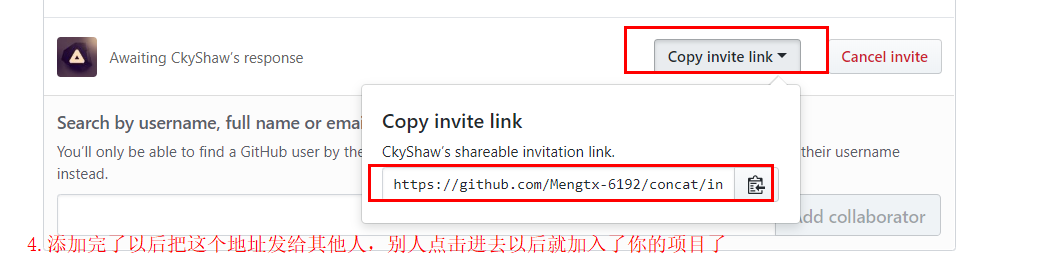 Awaiting CkyShaw's response
Copy invite link
Cancel invite
Copy invite link
CkyShaw's shareable invitation link.
https://github.com/Mengtx-6192/concat/in
Search by username, full name or emai
You'll only be able to find a GitHub user by the
their username
instead.
dd collaborator
4.添加完了以后把这个地址发给其他人，别人点击进去以后就加入了你的项目了